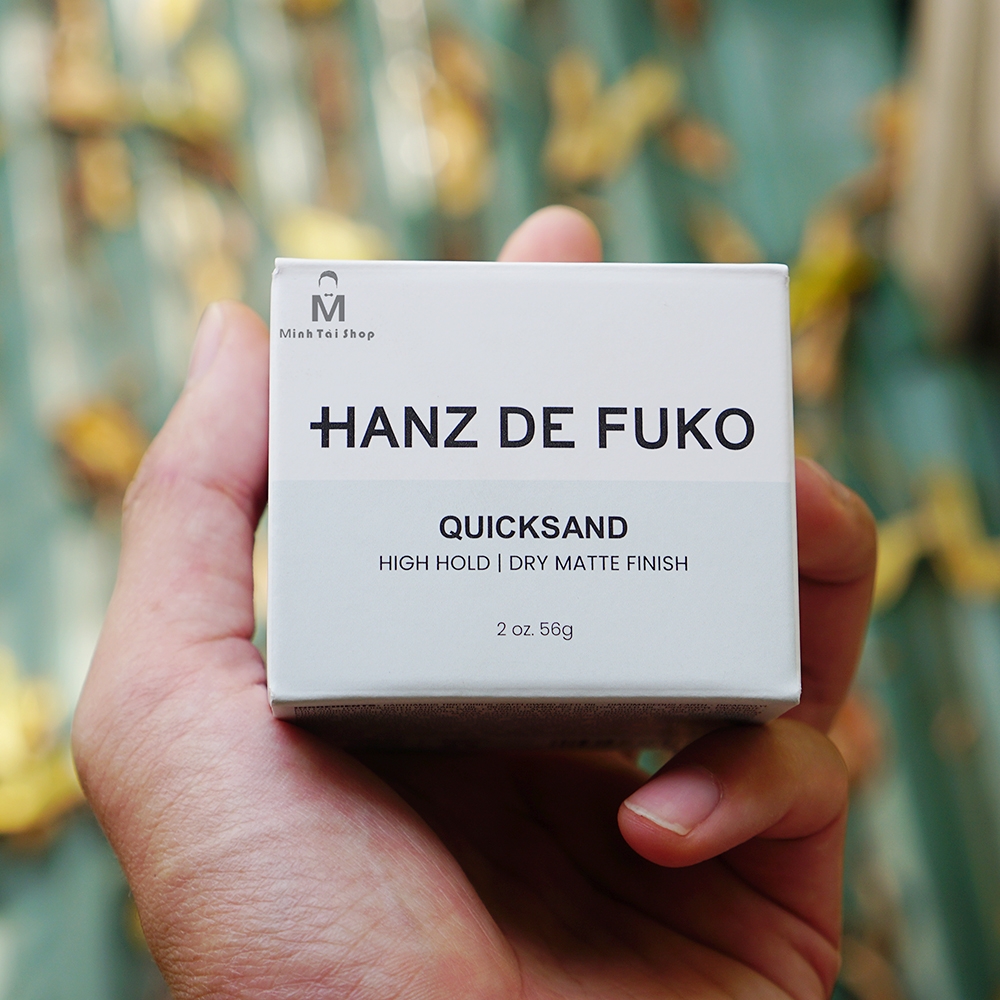 M
Minh Tài Shop
HANZ DE FUKO
QUICKSAND
HIGH HOLD | DRY MATTE FINISH
2 oz. 56g